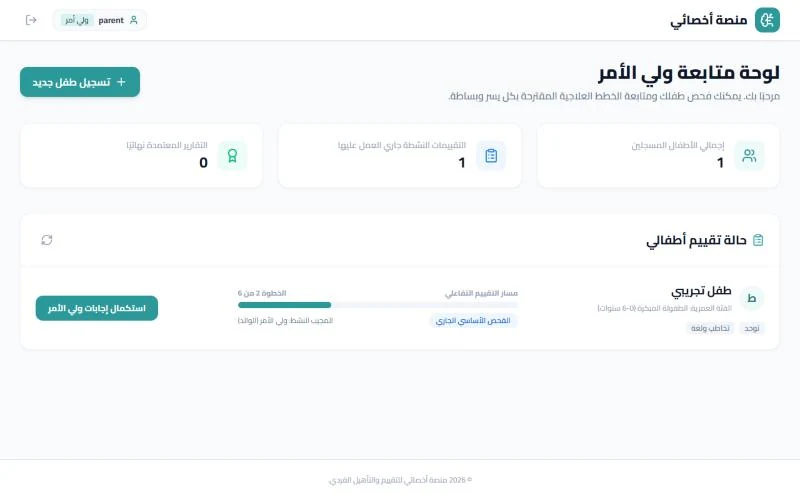 منصة أخصائي
parent ولي أمر
لوحة متابعة ولي الأمر
مرحبًا بك. يمكنك فحص طفلك ومتابعة الخطط العلاجية المقترحة بكل يسر وبساطة.
+ تسجيل طفل جديد
إجمالي الأطفال المسجلين
1
التقييمات النشطة جاري العمل عليها
1
التقارير المعتمدة نهائيًا
0
حالة تقييم أطفالي
ط
طفل تجريبي
الفئة العمرية: الطفولة المبكرة (0-6 سنوات)
توحد
تخاطب ولغة
مسار التقييم التفاعلي
الخطوة 2 من 6
الفحص الأساسي الجاري
المجيب النشط: ولي الأمر (الوالد)
استكمال إجابات ولي الأمر
© 2026 منصة أخصائي للتقييم والتأهيل الفردي.